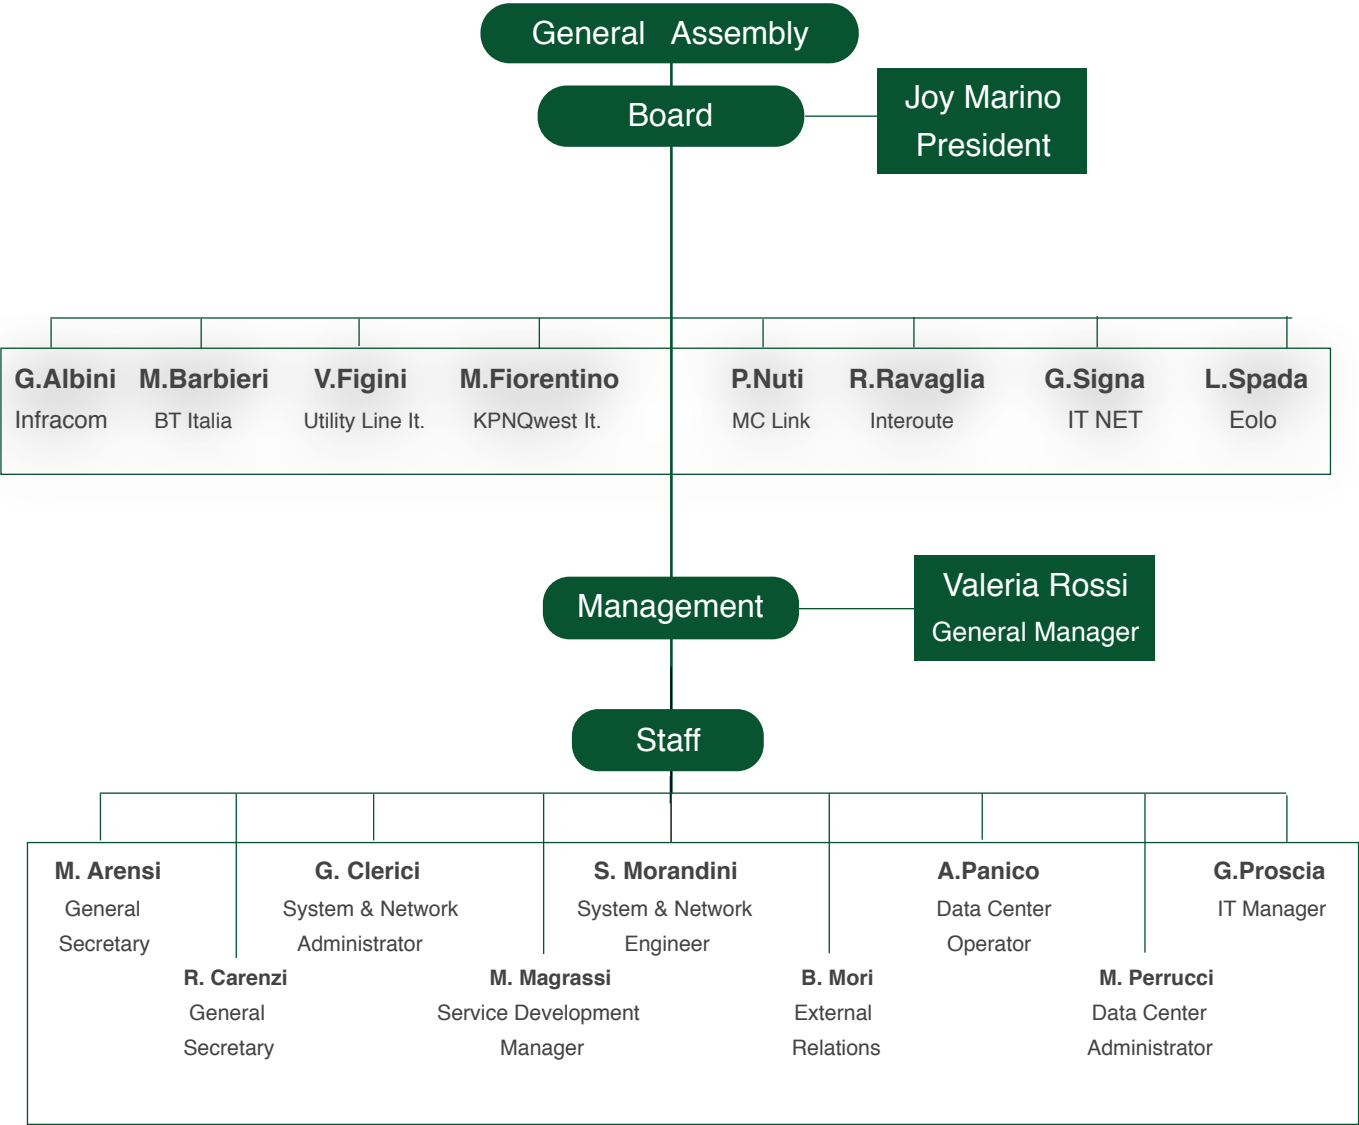 General Assembly
Board
Joy Marino
President
G.Albini M.Barbieri V.Figini M.Fiorentino P.Nuti R.Ravaglia G.Signa L.Spada
Infracom BT Italia Utility Line It. KPNQwest It. MC Link Interoute IT NET Eolo
Management
Valeria Rossi
General Manager
Staff
M. Arensi G. Clerici S. Morandini A.Panico G.Proscia
General System & Network System & Network Data Center IT Manager
Secretary Administrator Engineer Operator
R. Carenzi M. Magrassi B. Mori M. Perrucci
General Service Development External Data Center
Secretary Manager Relations Administrator